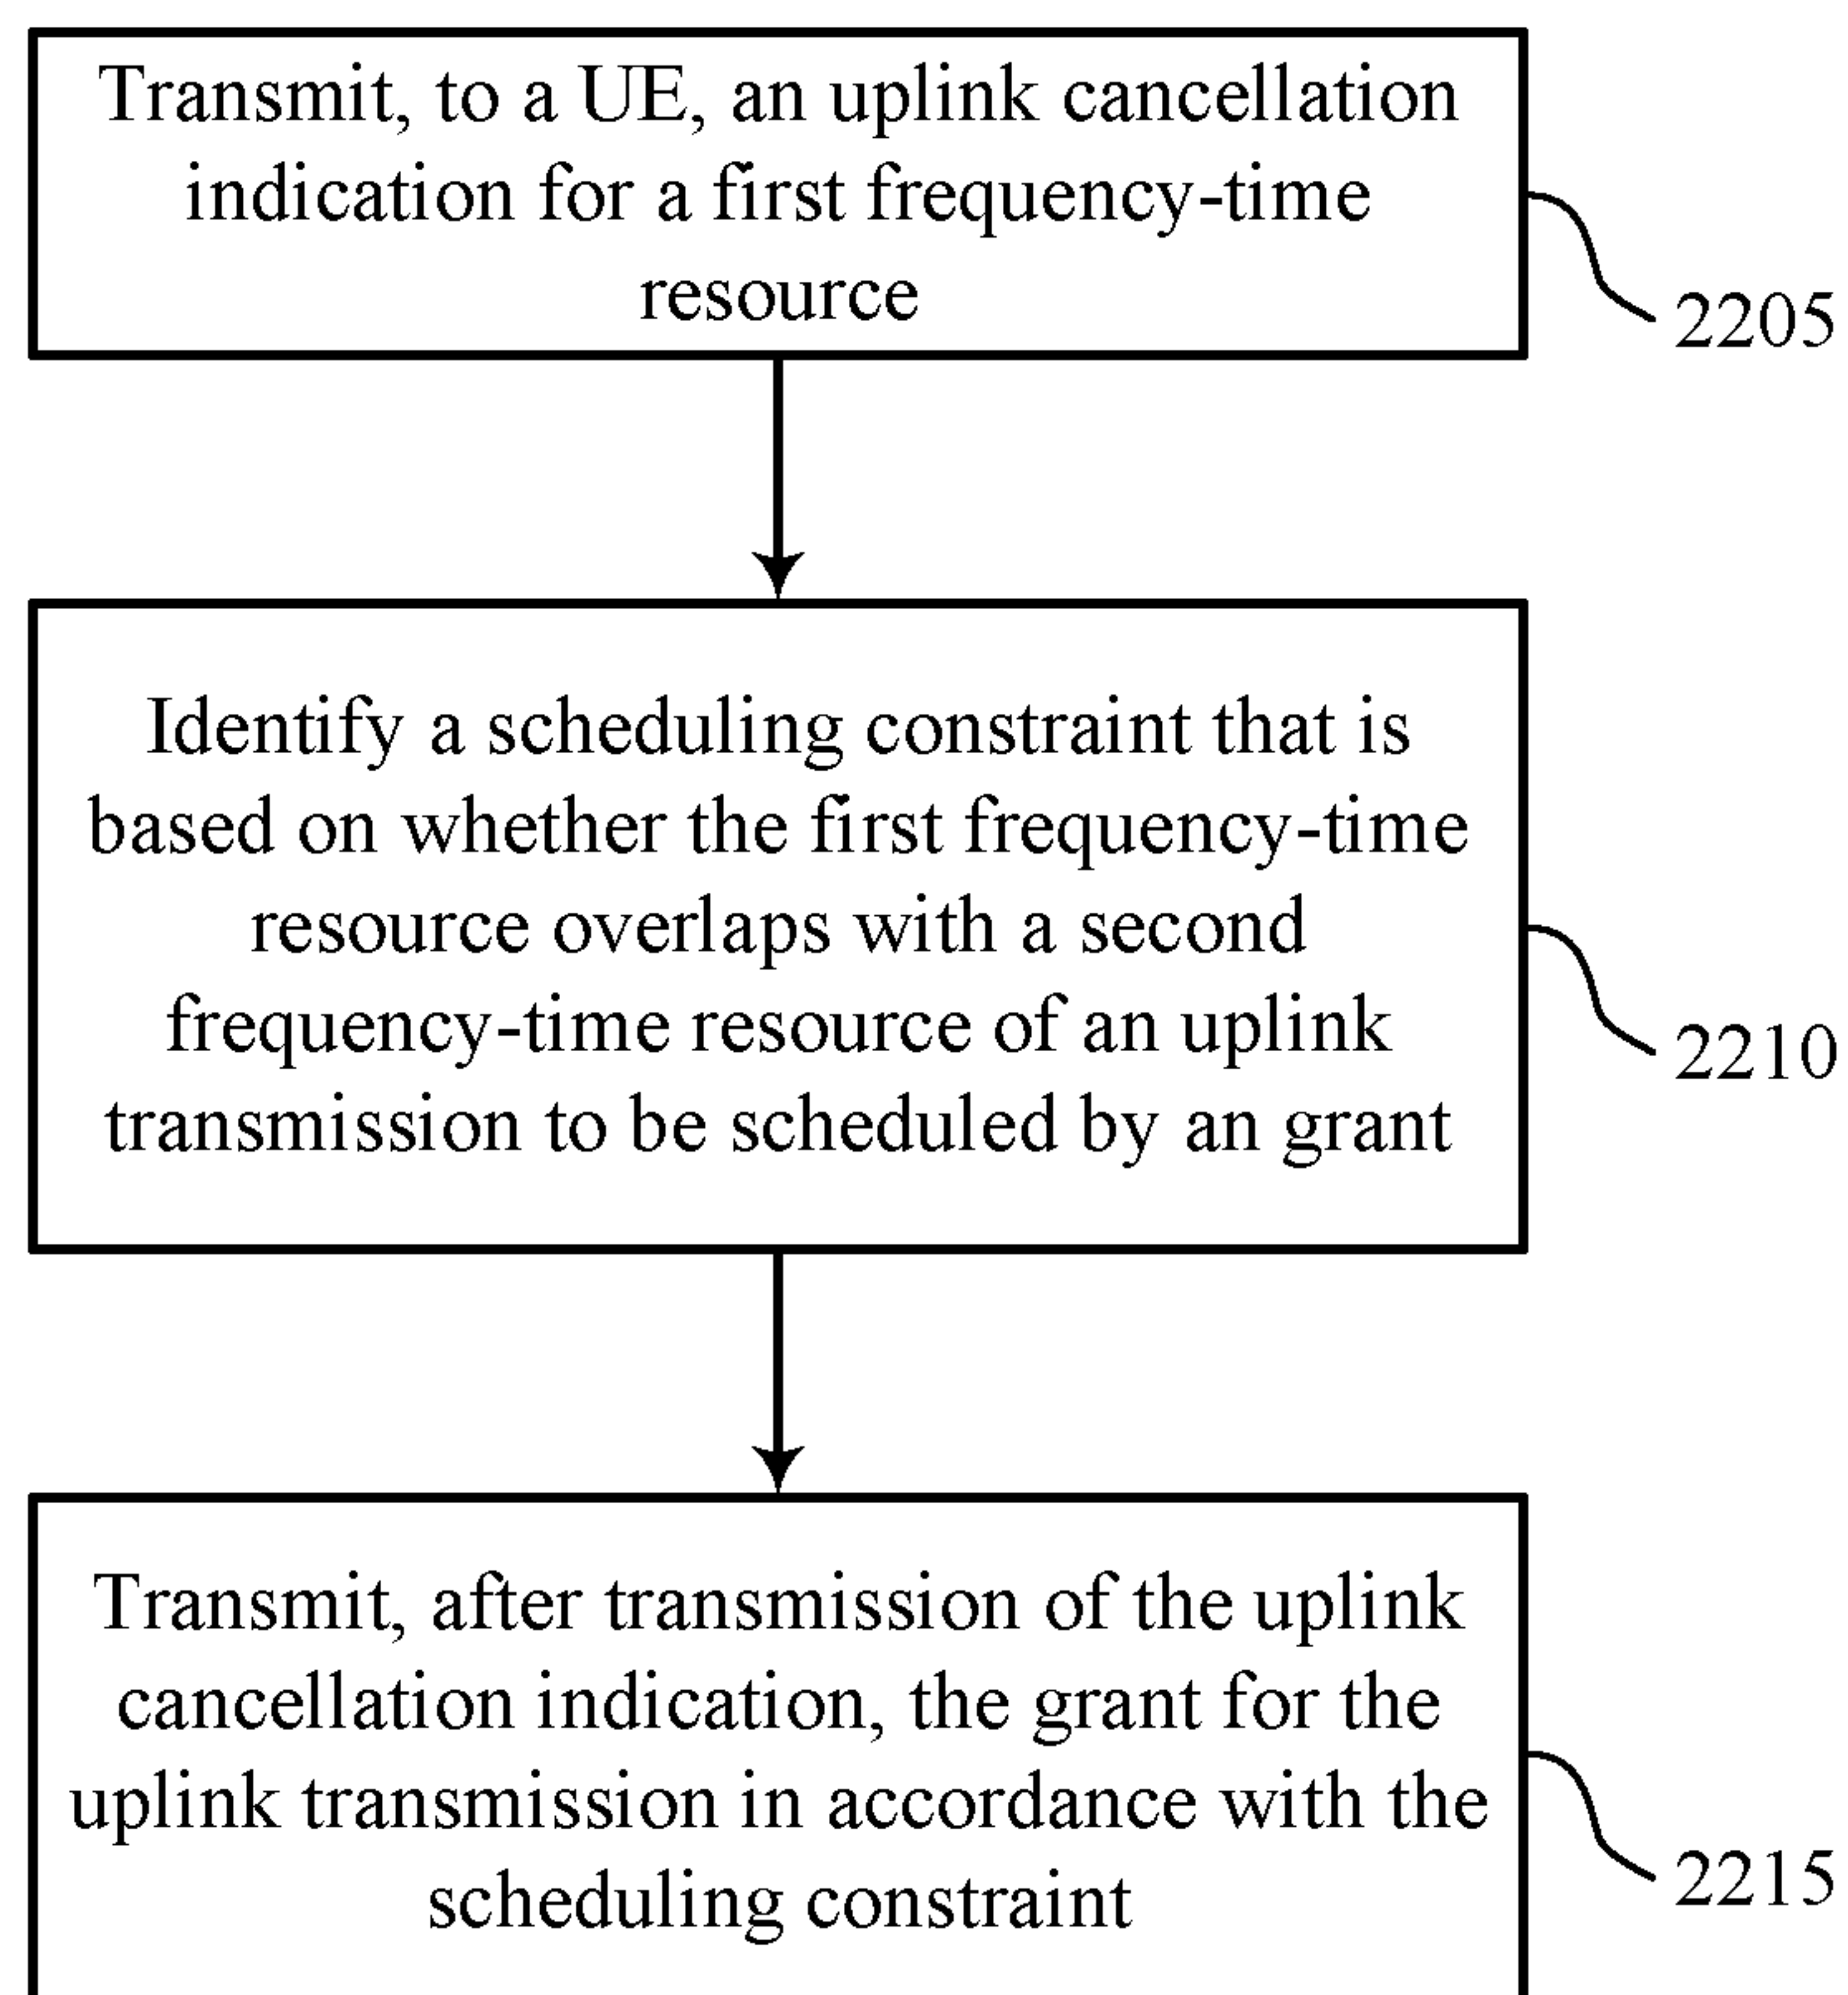 Transmit, to a UE, an uplink cancellation
indication for a first frequency-time
resource
2205
Identify a scheduling constraint that is
based on whether the first frequency-time
resource overlaps with a second
frequency-time resource of an uplink
transmission to be scheduled by an grant
2210
Transmit, after transmission of the uplink
cancellation indication, the grant for the
uplink transmission in accordance with the
scheduling constraint
2215